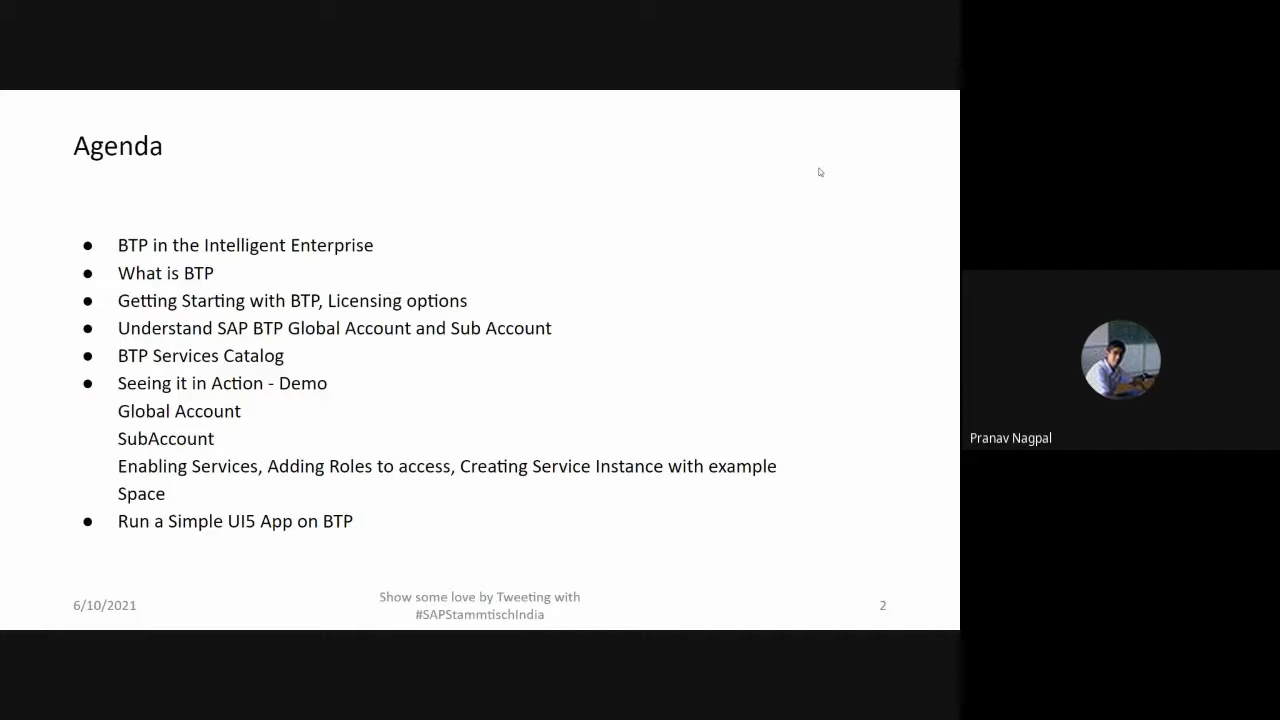 Agenda
● BTP in the Intelligent Enterprise
● What is BTP
● Getting Starting with BTP, Licensing options
● Understand SAP BTP Global Account and Sub Account
● BTP Services Catalog
● Seeing it in Action - Demo
Global Account
SubAccount
Enabling Services, Adding Roles to access, Creating Service Instance with example
Space
● Run a Simple UI5 App on BTP
6/10/2021
Show some love by Tweeting with
#SAPStammtischIndia
2
Pranav Nagpal